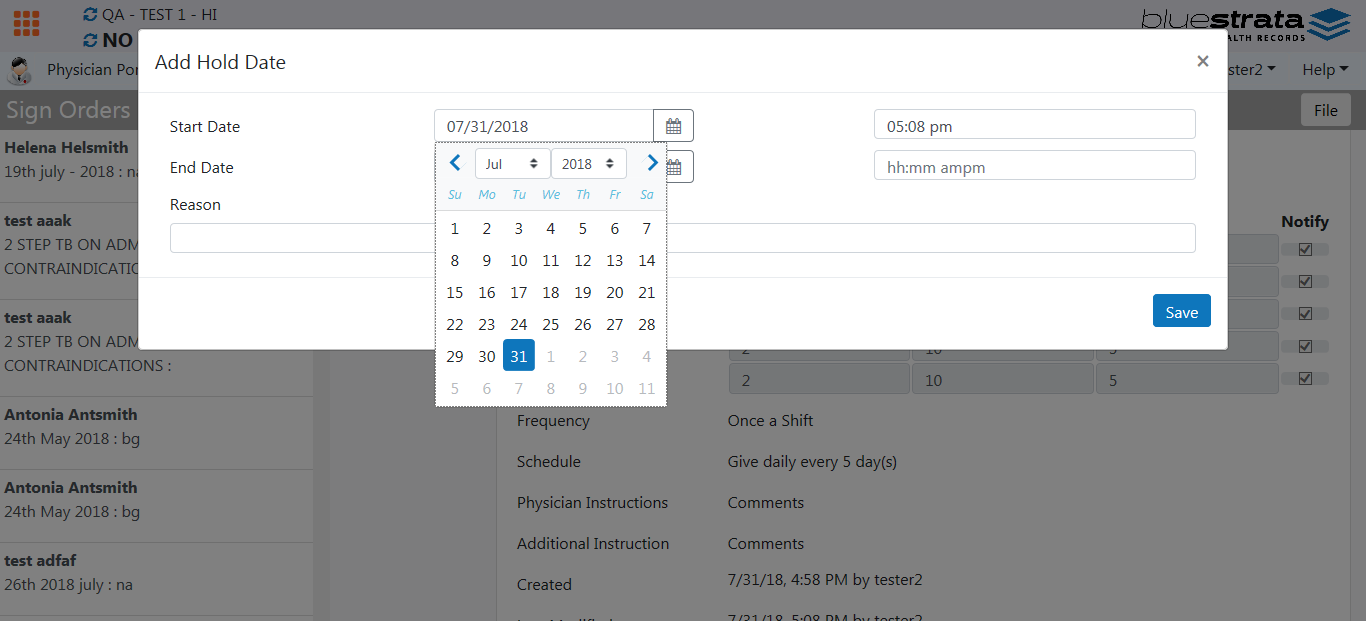 QA - TEST 1 - HI
NO
bluestrata
ALTH RECORDS
Physician Por
ster2
Help
Sign Orders
File
Add Hold Date
×
Start Date
07/31/2018
05:08 pm
End Date
hh:mm ampm
Reason
Jul
2018
Su Mo Tu We Th Fr Sa
1 2 3 4 5 6 7
8 9 10 11 12 13 14
15 16 17 18 19 20 21
22 23 24 25 26 27 28
29 30 31 1 2 3 4
5 6 7 8 9 10 11
Save
Helena Helsmith
19th july - 2018 : na
test aaak
2 STEP TB ON ADM
CONTRAINDICATIO
test aaak
2 STEP TB ON ADM
CONTRAINDICATIONS :
Antonia Antsmith
24th May 2018 : bg
Antonia Antsmith
24th May 2018 : bg
test adfaf
26th 2018 july : na
Notify
2 10 5
2 10 5
Frequency
Once a Shift
Schedule
Give daily every 5 day(s)
Physician Instructions
Comments
Additional Instruction
Comments
Created
7/31/18, 4:58 PM by tester2
7/31/18, 5:08 PM by tester2